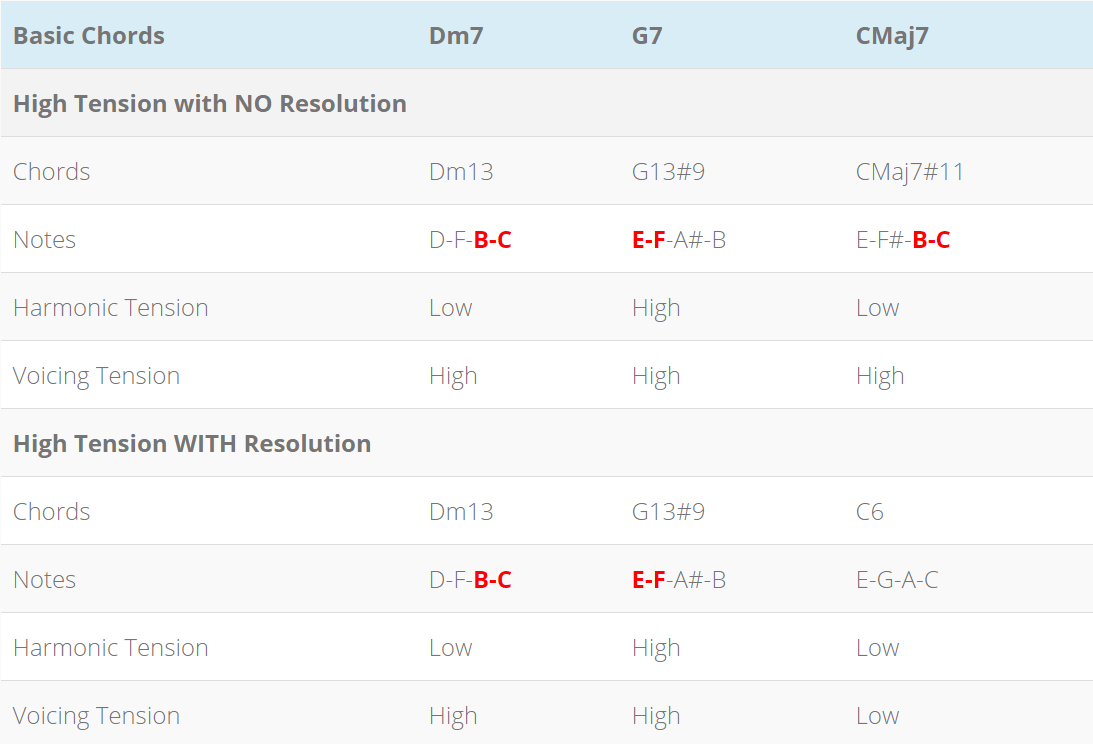 Basic Chords Dm7 G7 CMaj7
High Tension with NO Resolution
Chords Dm13 G13#9 CMaj7#11
Notes D-F-B-C E-F-A#-B E-F#-B-C
Harmonic Tension Low High Low
Voicing Tension High High High
High Tension WITH Resolution
Chords Dm13 G13#9 C6
Notes D-F-B-C E-F-A#-B E-G-A-C
Harmonic Tension Low High Low
Voicing Tension High High Low